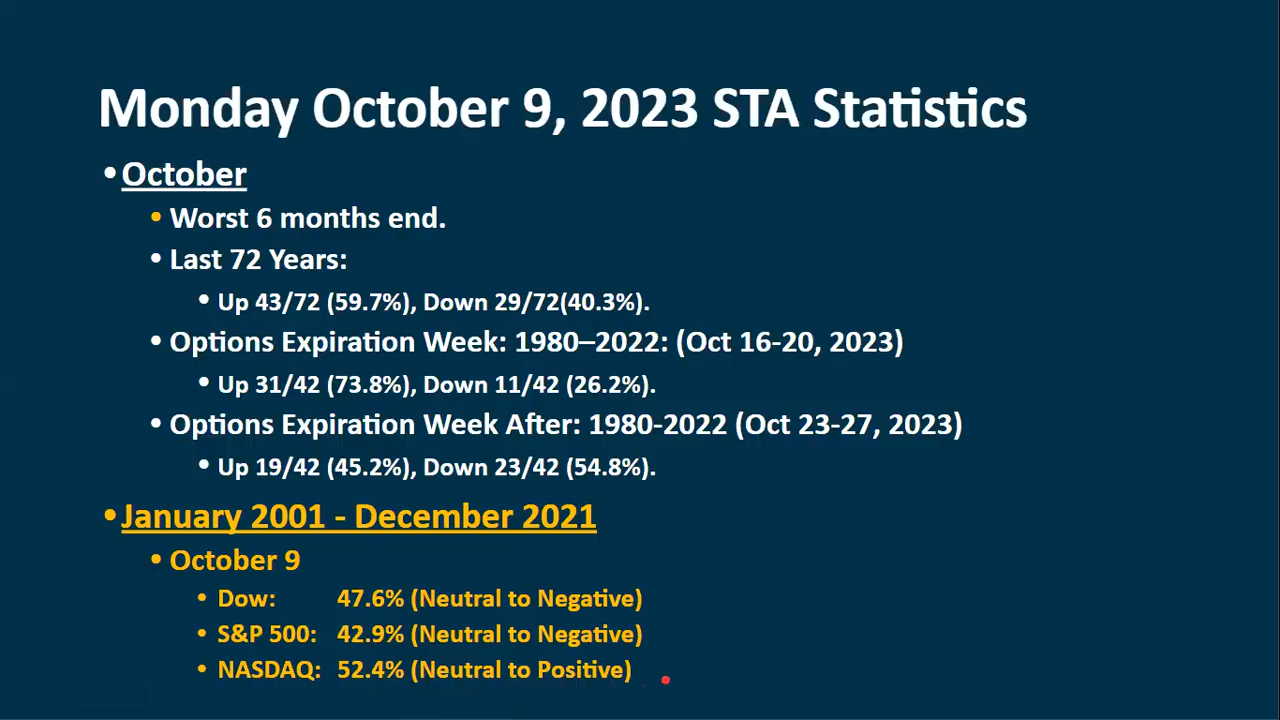 Monday October 9, 2023 STA Statistics
•October
• Worst 6 months end.
• Last 72 Years:
• Up 43/72 (59.7%), Down 29/72(40.3%).
• Options Expiration Week: 1980–2022: (Oct 16-20, 2023)
• Up 31/42 (73.8%), Down 11/42 (26.2%).
• Options Expiration Week After: 1980-2022 (Oct 23-27, 2023)
• Up 19/42 (45.2%), Down 23/42 (54.8%).
•January 2001 - December 2021
• October 9
• Dow: 47.6% (Neutral to Negative)
• S&P 500: 42.9% (Neutral to Negative)
• NASDAQ: 52.4% (Neutral to Positive)